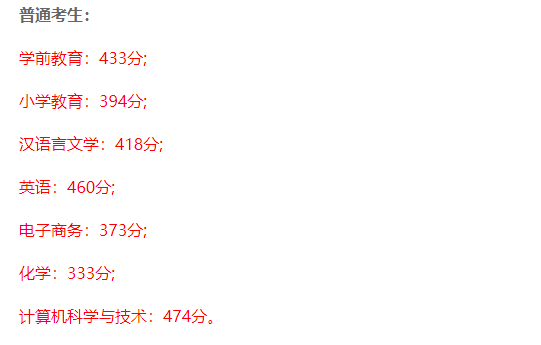 普通考生：
学前教育：433分;
小学教育：394分;
汉语言文学：418分;
英语：460分;
电子商务：373分;
化学：333分;
计算机科学与技术：474分。